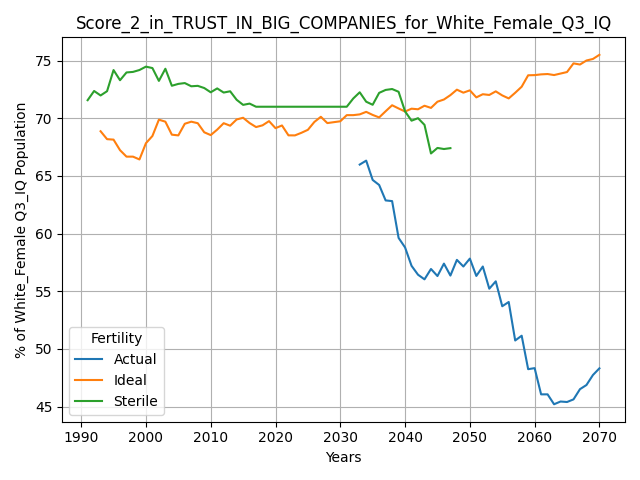 Score_2_in_TRUST_IN_BIG_COMPANIES_for_White_Female_Q3_IQ
% of White_Female Q3_IQ Population
75
70
65
60
55
50
45
Fertility
Actual
Ideal
Sterile
1990 2000 2010 2020 2030 2040 2050 2060 2070
Years